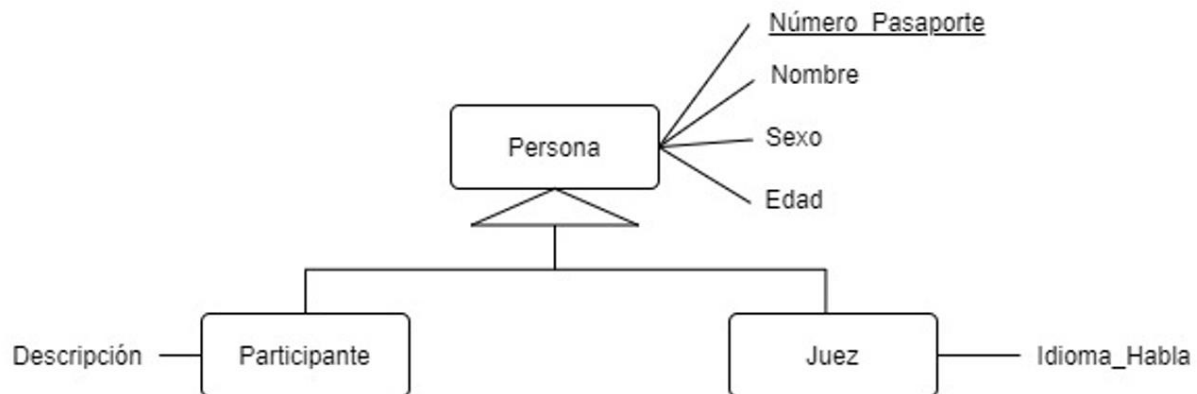 Número_Pasaporte
Nombre
Persona
Sexo
Edad
Descripción
Participante
Juez
Idioma_Habla